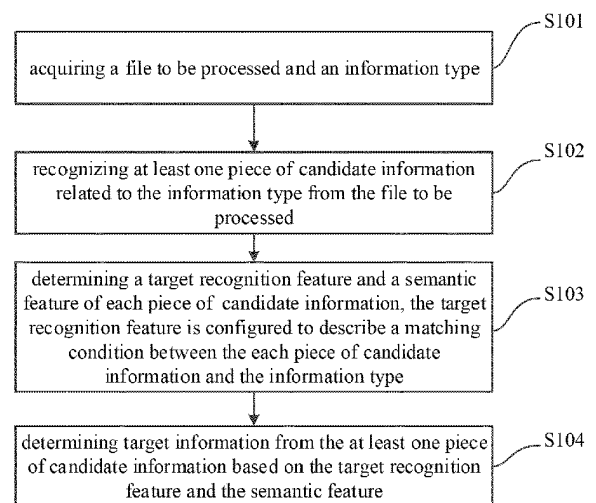 S101
acquiring a file to be processed and an information type
S102
recognizing at least one piece of candidate information
related to the information type from the file to be
processed
S103
determining a target recognition feature and a semantic
feature of each piece of candidate information, the target
recognition feature is configured to describe a matching
condition between the each piece of candidate
information and the information type
S104
determining target information from the at least one piece
of candidate information based on the target recognition
feature and the semantic feature